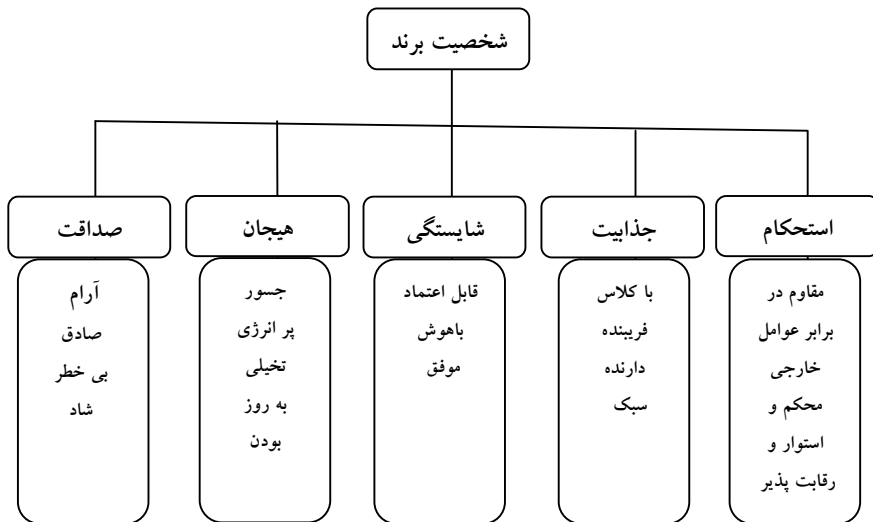 شخصیت برند
استحکام
مقاوم در
برابر عوامل
خارجی
محکم و
استوار و
رقابت پذیر
جذابیت
با کلاس
فریبنده
دارنده
سبک
شایستگی
قابل اعتماد
باهوش
موفق
هیجان
جسور
پر انرژی
تخیلی
به روز
بودن
صداقت
آرام
صادق
بی خطر
شاد